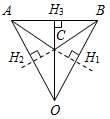 A H₃ B
C
H₂ H₁
O